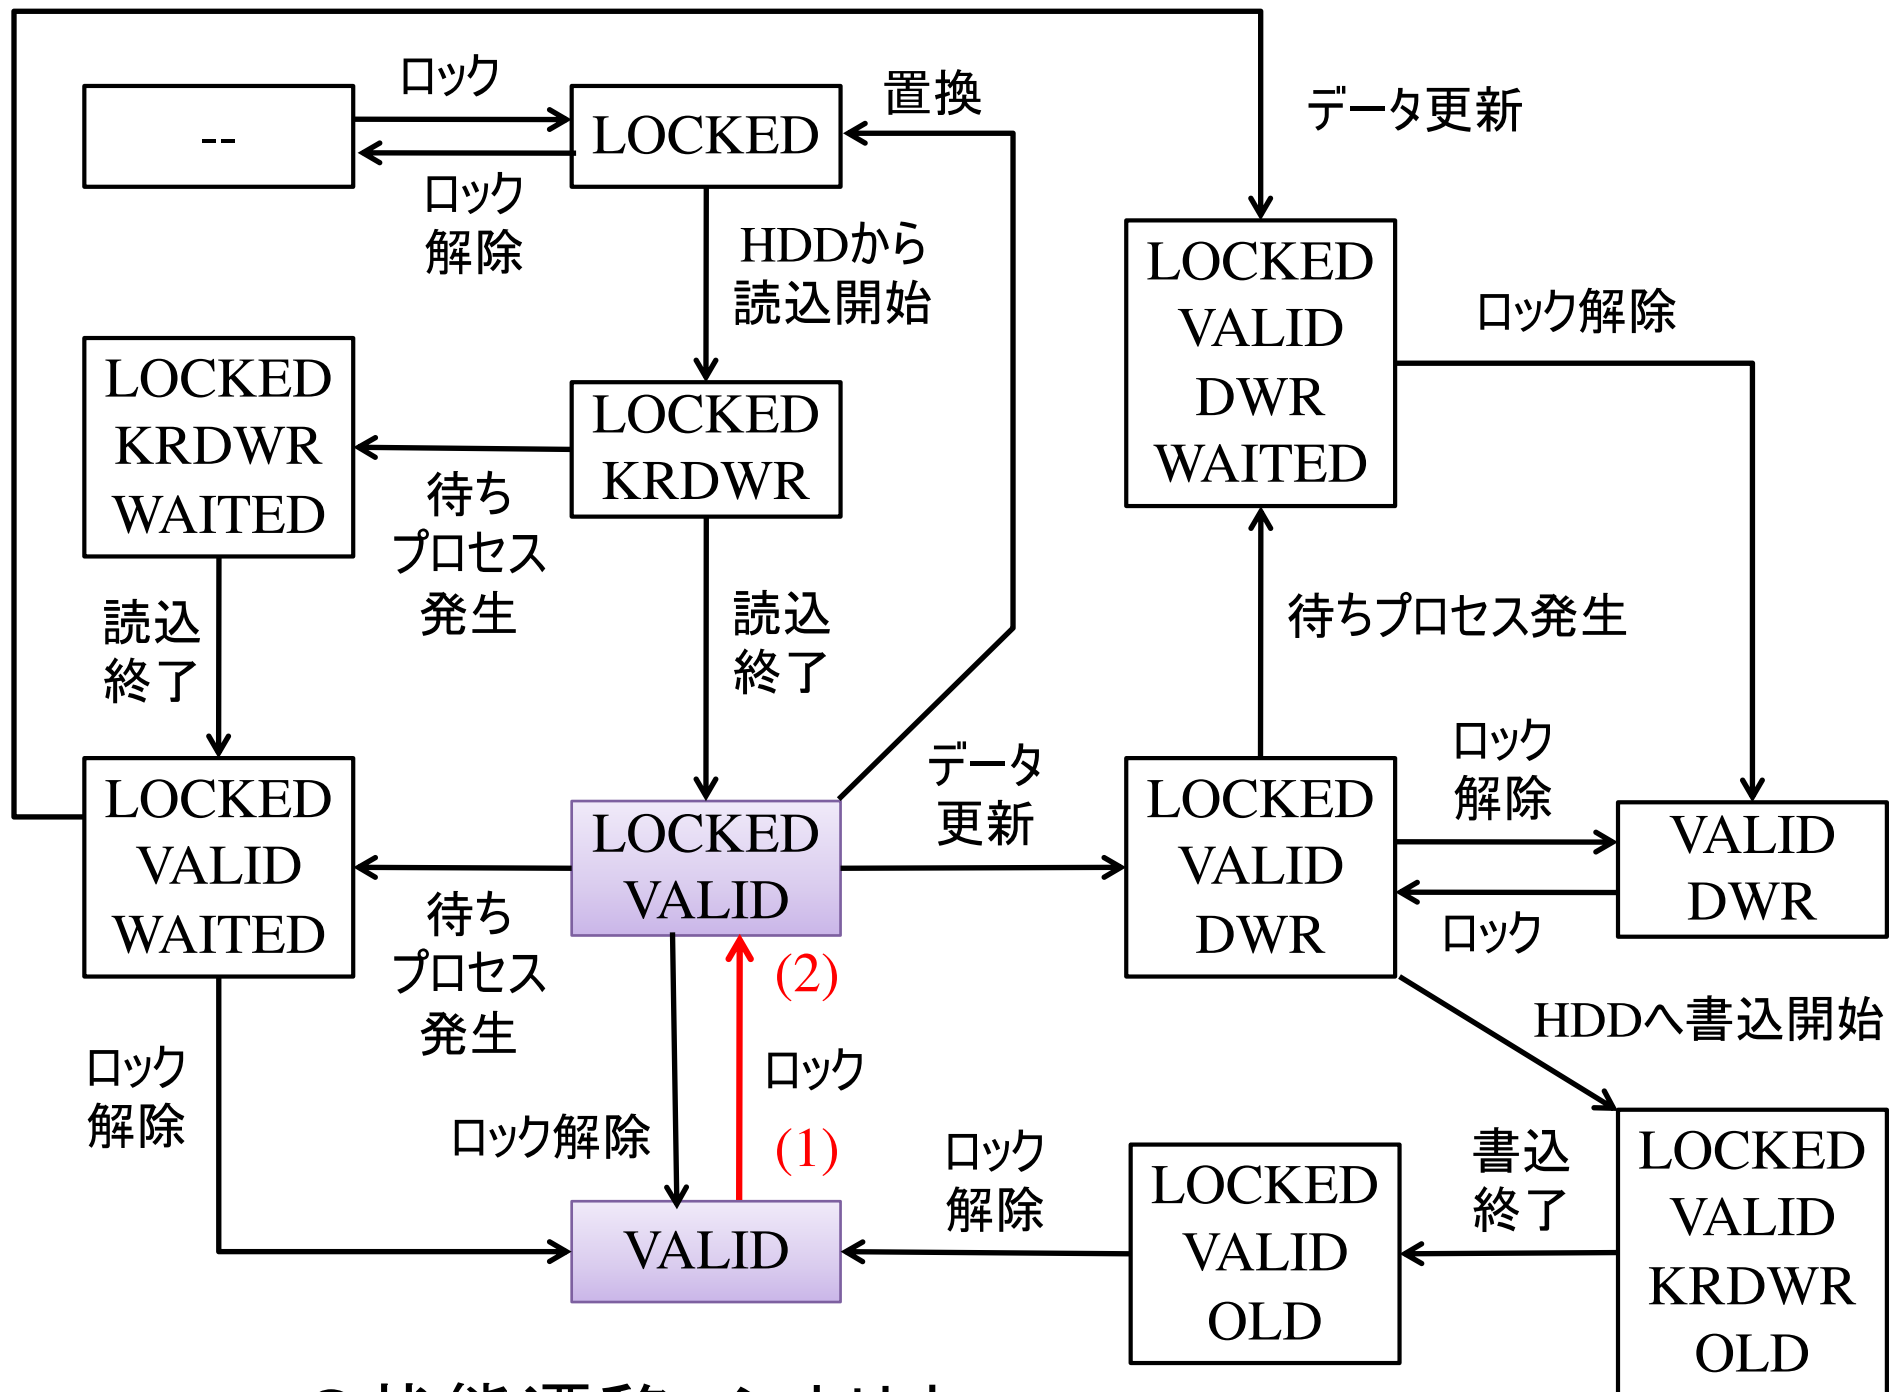 ロック
置換
データ更新
--
LOCKED
ロック
解除
HDDから
読込開始
LOCKED
VALID
DWR
WAITED
ロック解除
LOCKED
KRDWR
WAITED
LOCKED
KRDWR
待ち
プロセス
発生
読込
終了
読込
終了
待ちプロセス発生
データ
更新
ロック
解除
LOCKED
VALID
WAITED
LOCKED
VALID
LOCKED
VALID
DWR
VALID
DWR
ロック
待ち
プロセス
発生
(2)
ロック
(1)
ロック解除
ロック
解除
HDDへ書込開始
ロック
解除
書込
終了
VALID
LOCKED
VALID
OLD
LOCKED
VALID
KRDWR
OLD